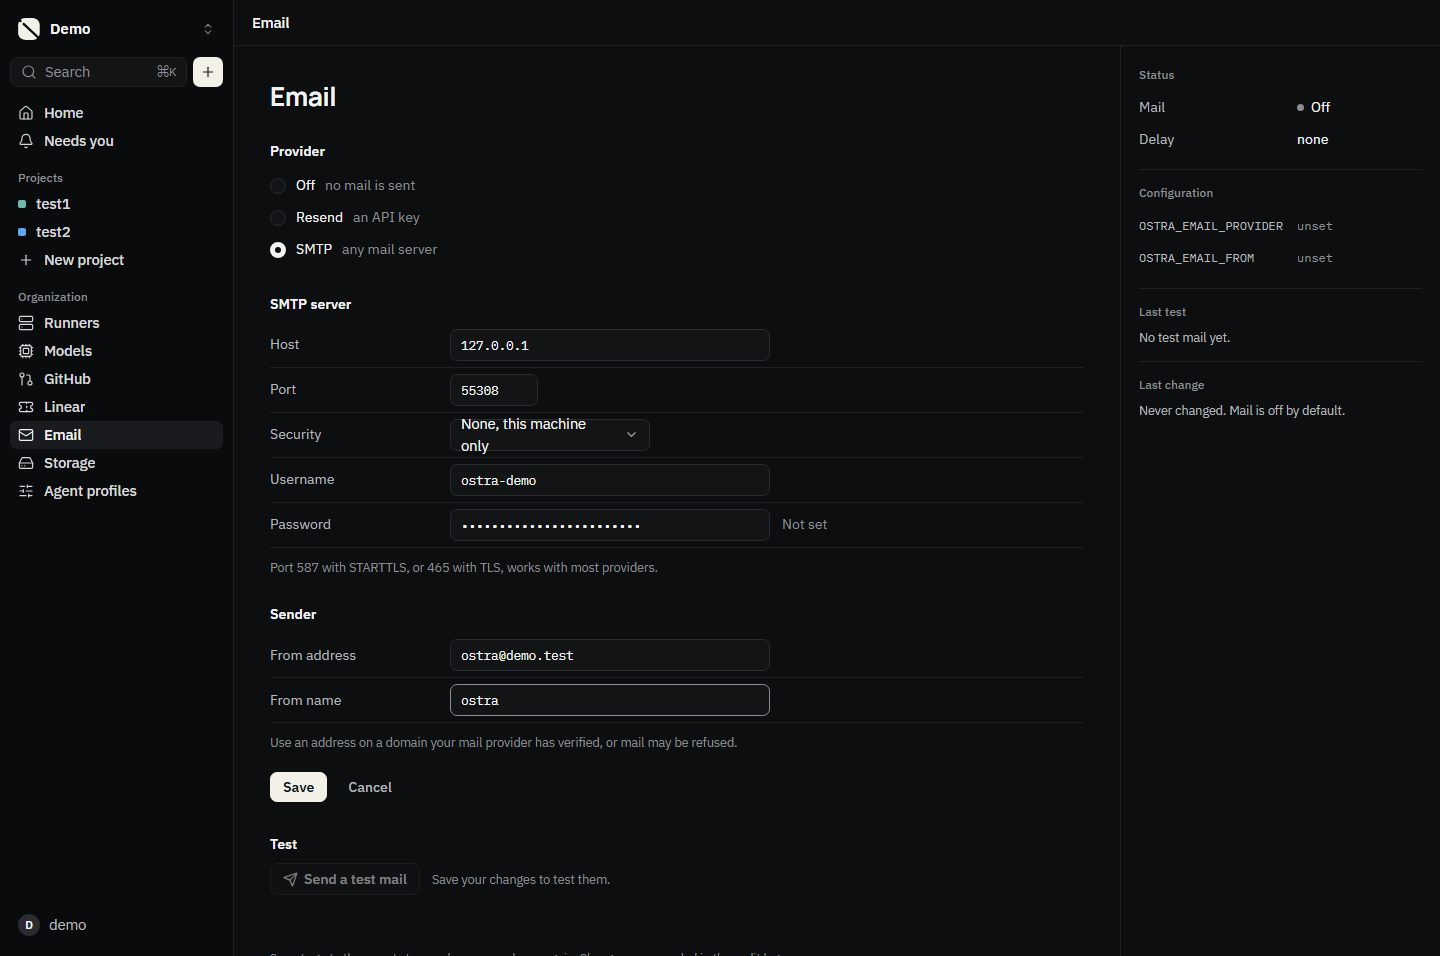 Demo
Search ⌘K
Home
Needs you
Projects
test1
test2
New project
Organization
Runners
Models
GitHub
Linear
Email
Storage
Agent profiles
D demo
Email
Email
Provider
Off no mail is sent
Resend an API key
SMTP any mail server
SMTP server
Host 127.0.0.1
Port 55308
Security None, this machine
only
Username ostra-demo
Password •••••••••••••••••••••••• Not set
Port 587 with STARTTLS, or 465 with TLS, works with most providers.
Sender
From address ostra@demo.test
From name ostra
Use an address on a domain your mail provider has verified, or mail may be refused.
Save Cancel
Test
Send a test mail Save your changes to test them.
Status
Mail Off
Delay none
Configuration
OSTRA_EMAIL_PROVIDER unset
OSTRA_EMAIL_FROM unset
Last test
No test mail yet.
Last change
Never changed. Mail is off by default.